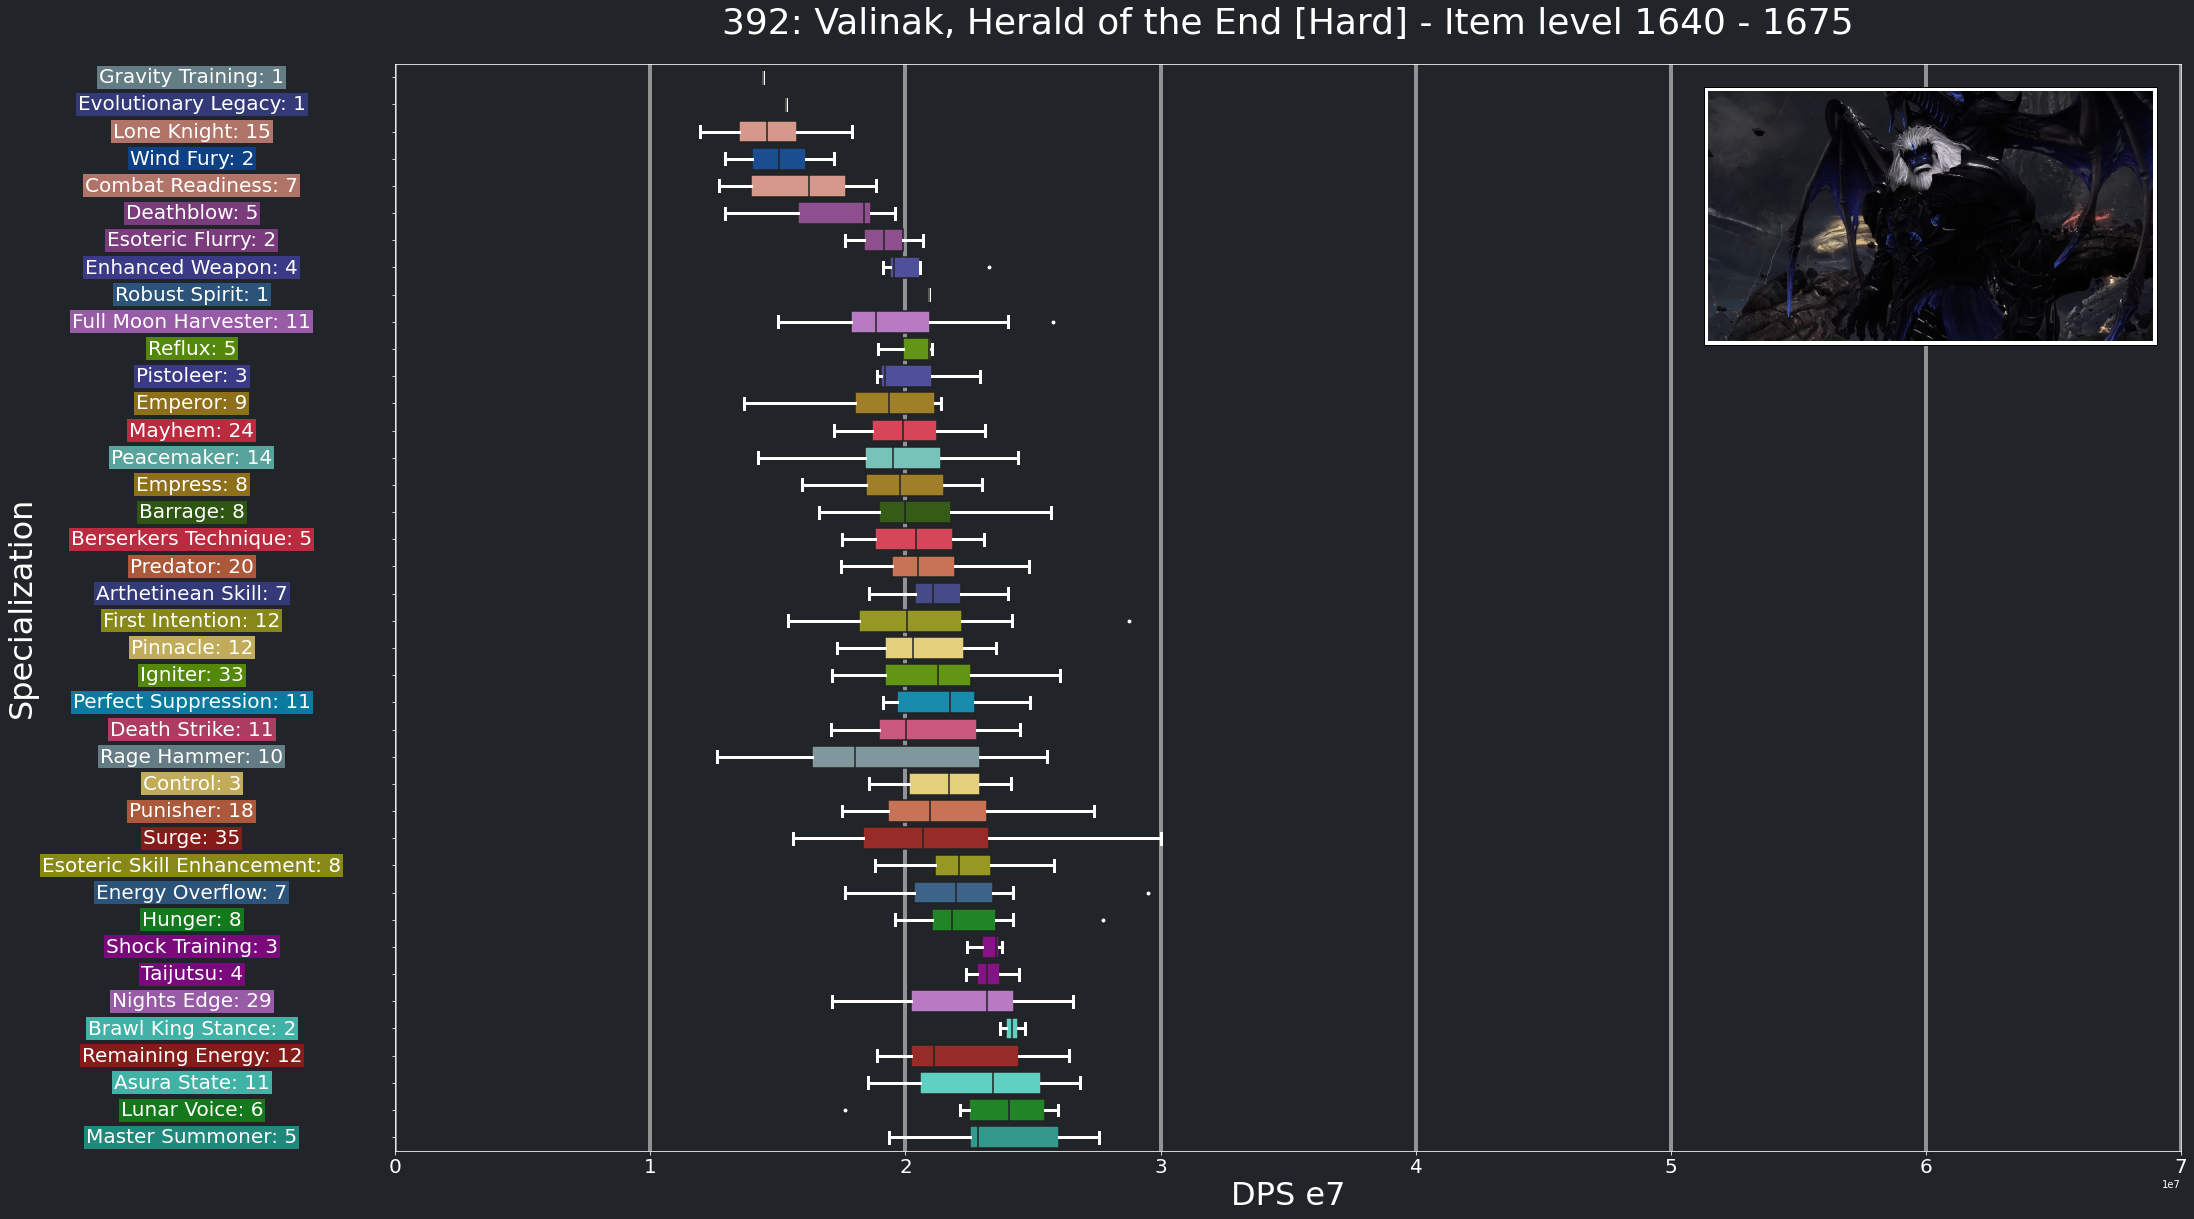 392: Valinak, Herald of the End [Hard] - Item level 1640 - 1675
Specialization
Gravity Training: 1
Evolutionary Legacy: 1
Lone Knight: 15
Wind Fury: 2
Combat Readiness: 7
Deathblow: 5
Esoteric Flurry: 2
Enhanced Weapon: 4
Robust Spirit: 1
Full Moon Harvester: 11
Reflux: 5
Pistoleer: 3
Emperor: 9
Mayhem: 24
Peacemaker: 14
Empress: 8
Barrage: 8
Berserkers Technique: 5
Predator: 20
Arthetinean Skill: 7
First Intention: 12
Pinnacle: 12
Igniter: 33
Perfect Suppression: 11
Death Strike: 11
Rage Hammer: 10
Control: 3
Punisher: 18
Surge: 35
Esoteric Skill Enhancement: 8
Energy Overflow: 7
Hunger: 8
Shock Training: 3
Taijutsu: 4
Nights Edge: 29
Brawl King Stance: 2
Remaining Energy: 12
Asura State: 11
Lunar Voice: 6
Master Summoner: 5
0 1 2 3 4 5 6 7
1e7
DPS e7